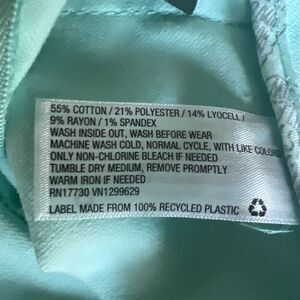 55% COTTON / 21% POLYESTER / 14% LYOCELL /
9% RAYON / 1% SPANDEX
WASH INSIDE OUT, WASH BEFORE WEAR
MACHINE WASH COLD, NORMAL CYCLE, WITH LIKE COLORS
ONLY NON-CHLORINE BLEACH IF NEEDED
TUMBLE DRY MEDIUM, REMOVE PROMPTLY
WARM IRON IF NEEDED
RN17730 VN1299629
LABEL MADE FROM 100% RECYCLED PLASTIC